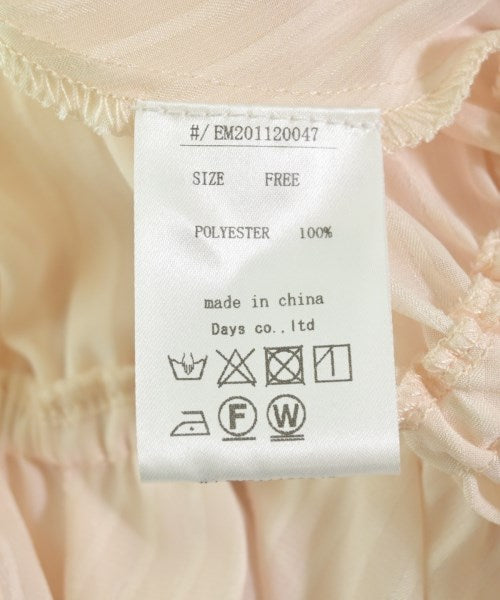 #/EM201120047
SIZE FREE
POLYESTER 100%
made in china
Days co.,ltd
F W